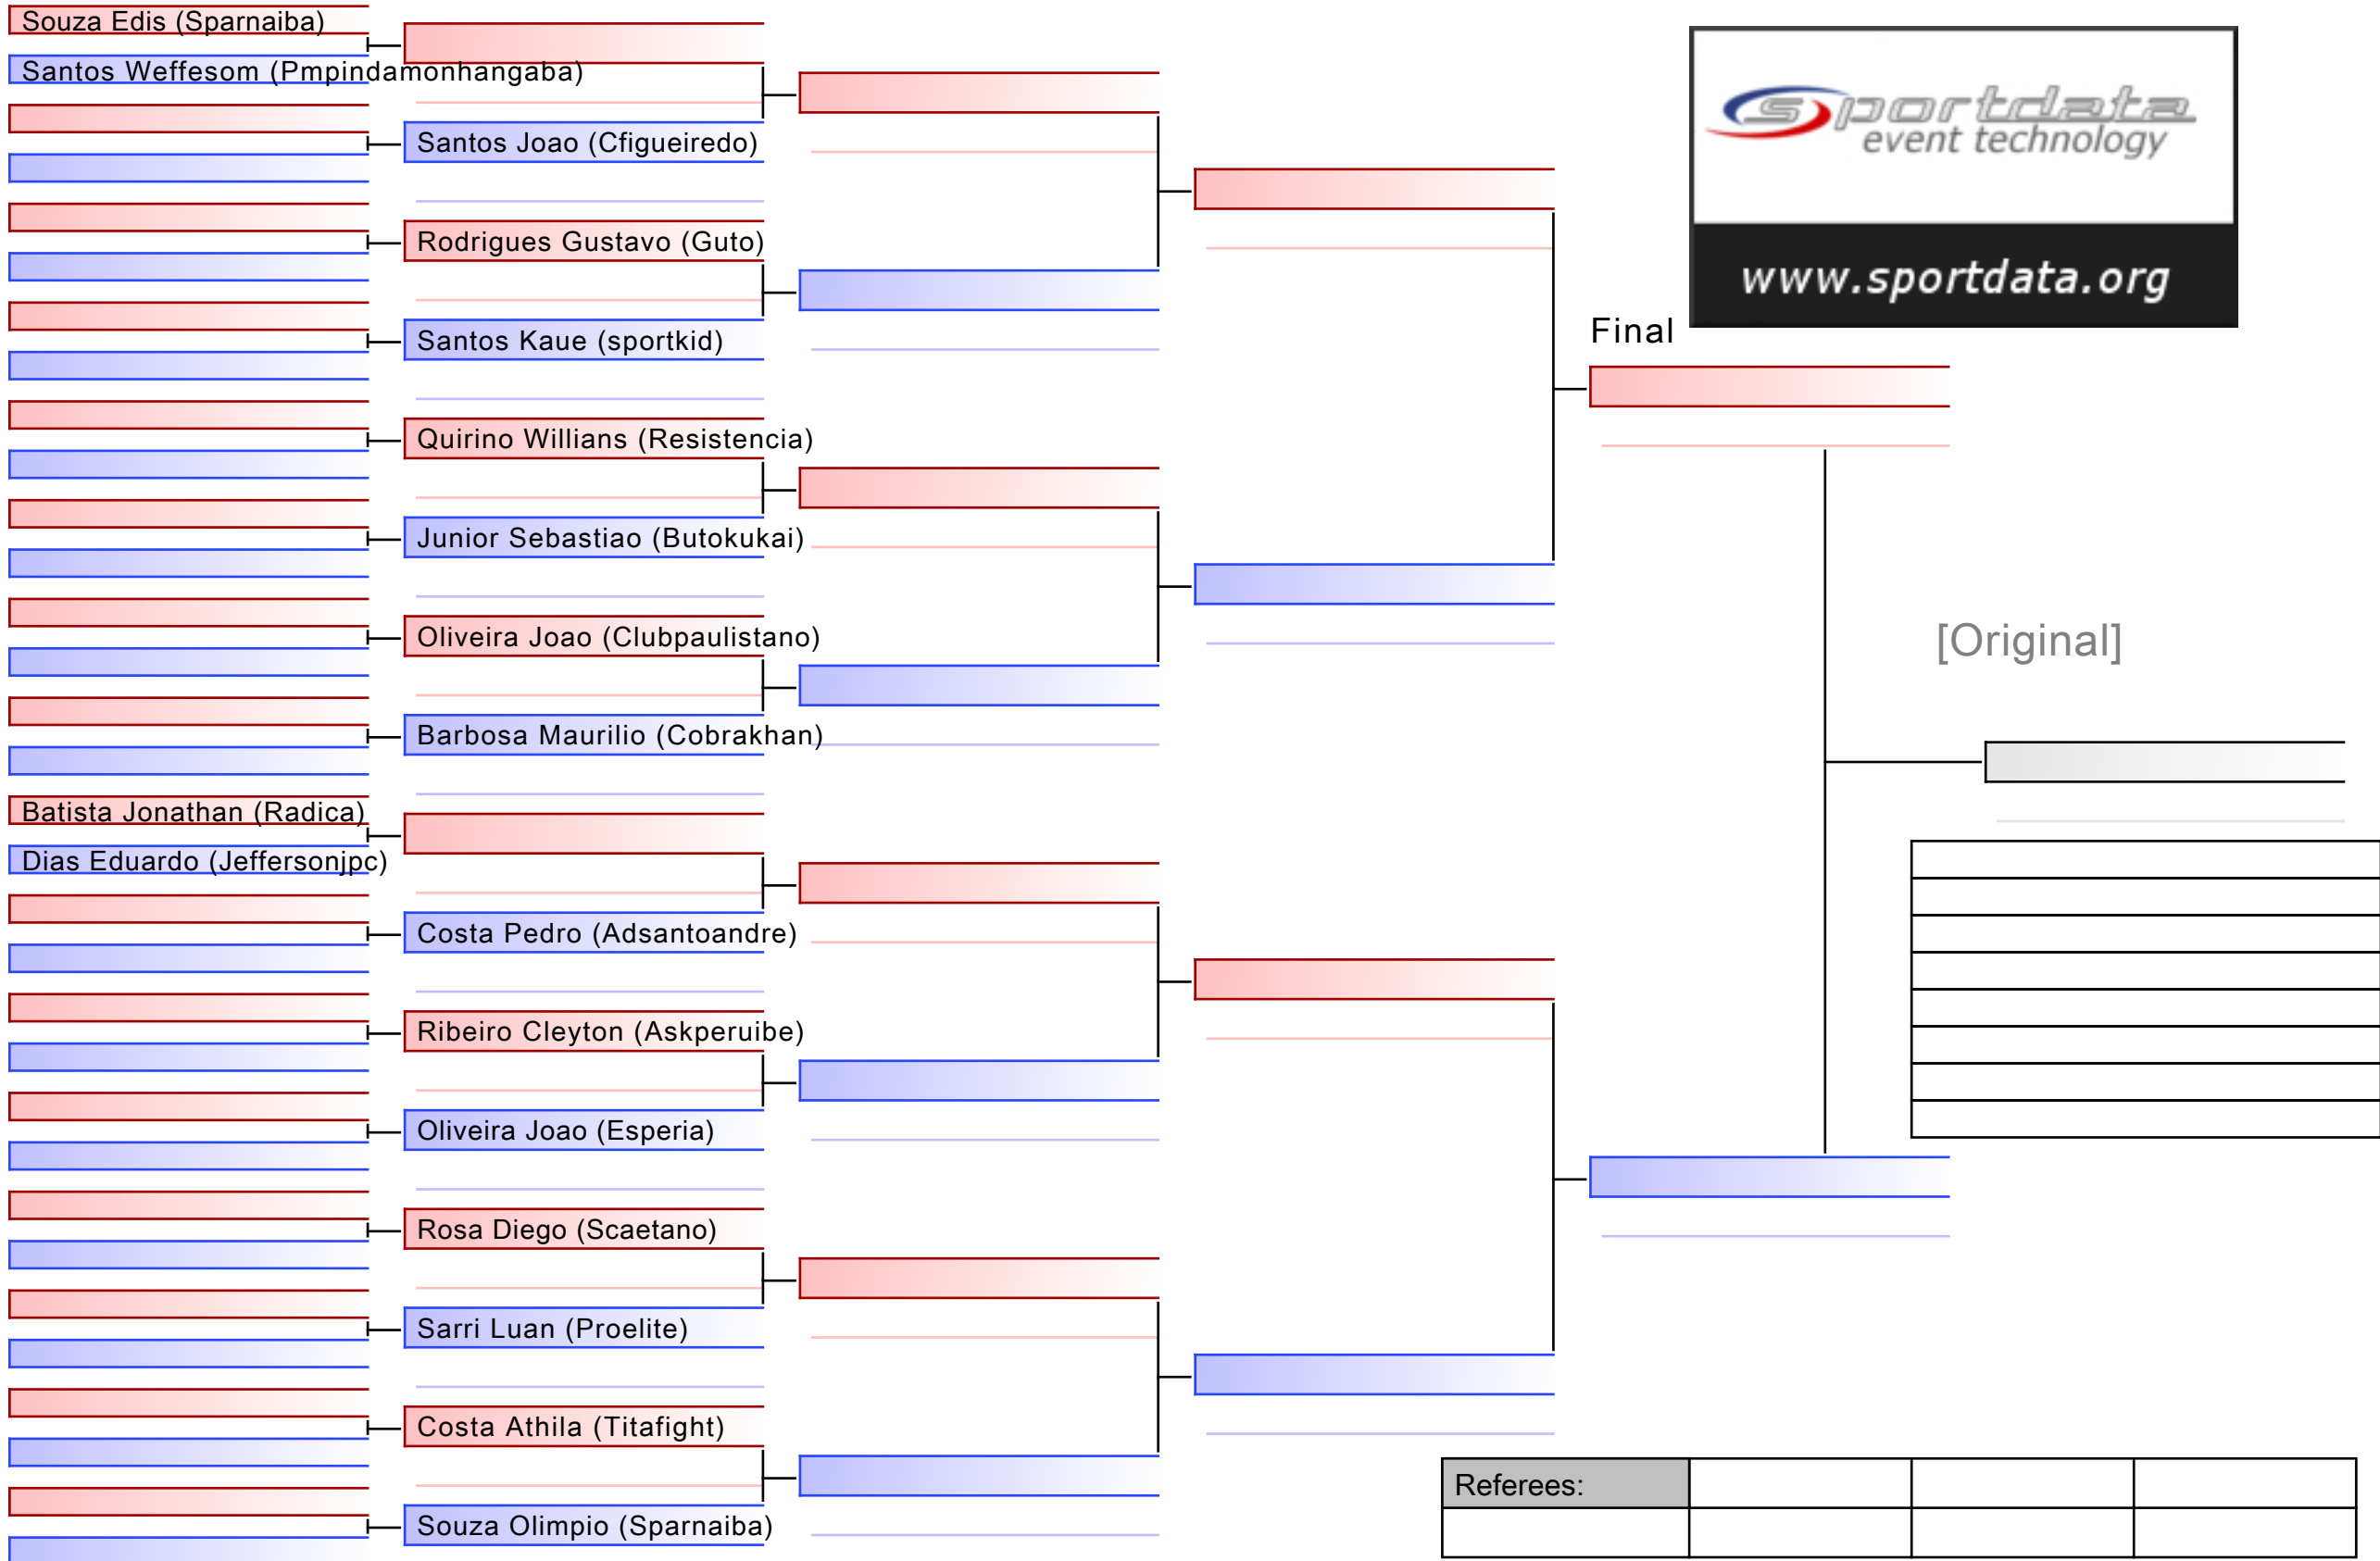 Souza Edis (Sparnaiba)
Santos Weffesom (Pmpindamonhangaba)
Santos Joao (Cfigueiredo)
Rodrigues Gustavo (Guto)
Santos Kaue (sportkid)
Quirino Willians (Resistencia)
Junior Sebastiao (Butokukai)
Oliveira Joao (Clubpaulistano)
Barbosa Maurilio (Cobrakhan)
Batista Jonathan (Radica)
Dias Eduardo (Jeffersonjpc)
Costa Pedro (Adsantoandre)
Ribeiro Cleyton (Askperuibe)
Oliveira Joao (Esperia)
Rosa Diego (Scaetano)
Sarri Luan (Proelite)
Costa Athila (Titafight)
Souza Olimpio (Sparnaiba)
sportdata
event technology
www.sportdata.org
Final
[Original]
Referees: